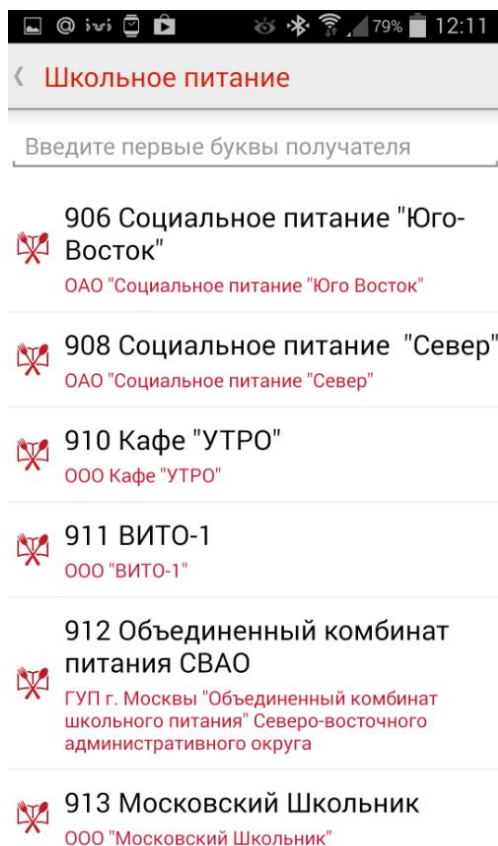 ivi 79% 12:11
Школьное питание
Введите первые буквы получателя
906 Социальное питание "Юго-
Восток"
ОАО "Социальное питание "Юго Восток"
908 Социальное питание "Север"
ОАО "Социальное питание "Север"
910 Кафе "УТРО"
ООО Кафе "УТРО"
911 ВИТО-1
ООО "ВИТО-1"
912 Объединенный комбинат
питания СВАО
ГУП г. Москвы "Объединенный комбинат
школьного питания" Северо-восточного
административного округа
913 Московский Школьник
ООО "Московский Школьник"